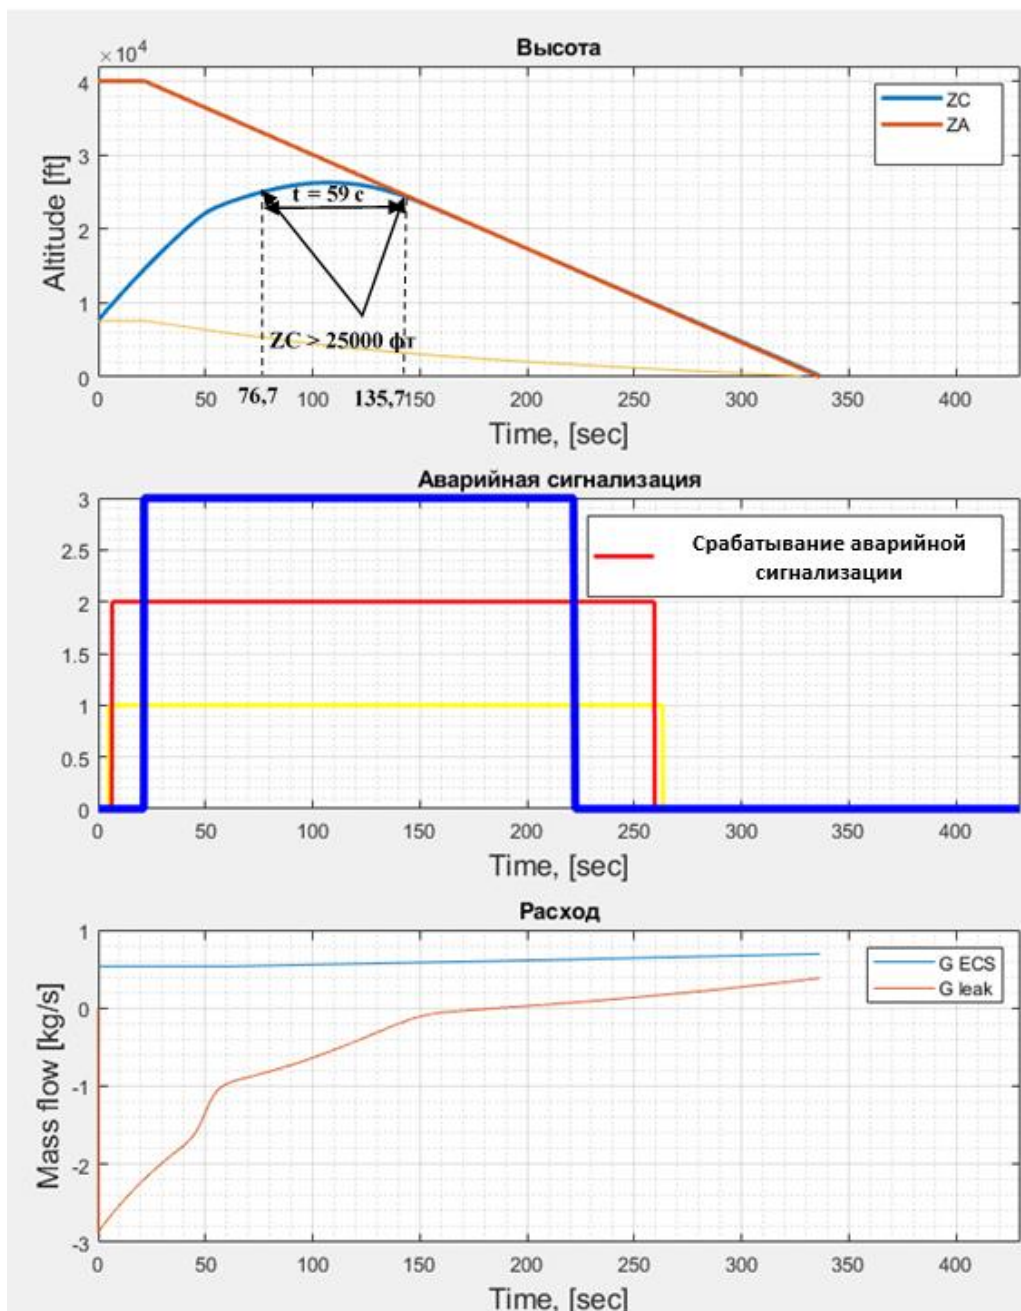 Высота
×10⁴
4
3
2
1
0
Altitude [ft]
ZC
ZA
t = 59 с
ZC > 25000 фт
0 50 100 150 200 250 300 350 400
76,7 135,7
Time, [sec]
Аварийная сигнализация
3
2.5
2
1.5
1
0.5
0
Срабатывание аварийной
сигнализации
0 50 100 150 200 250 300 350 400
Time, [sec]
Расход
1
0
-1
-2
-3
Mass flow [kg/s]
G ECS
G leak
0 50 100 150 200 250 300 350 400
Time, [sec]